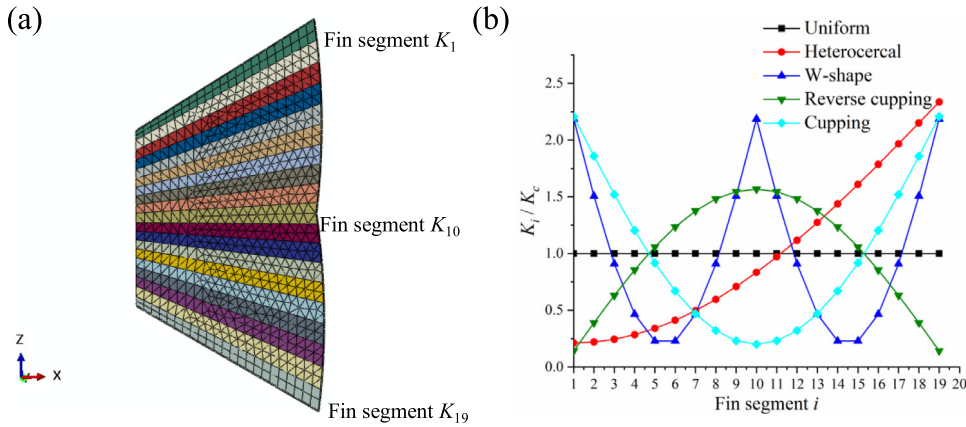 (a)
Fin segment K1
Fin segment K10
Fin segment K19
Z
X
(b)
Uniform
Heterocercal
W-shape
Reverse cupping
Cupping
Ki / Kc
2.5
2.0
1.5
1.0
0.5
0.0
1 2 3 4 5 6 7 8 9 10 11 12 13 14 15 16 17 18 19 20
Fin segment i